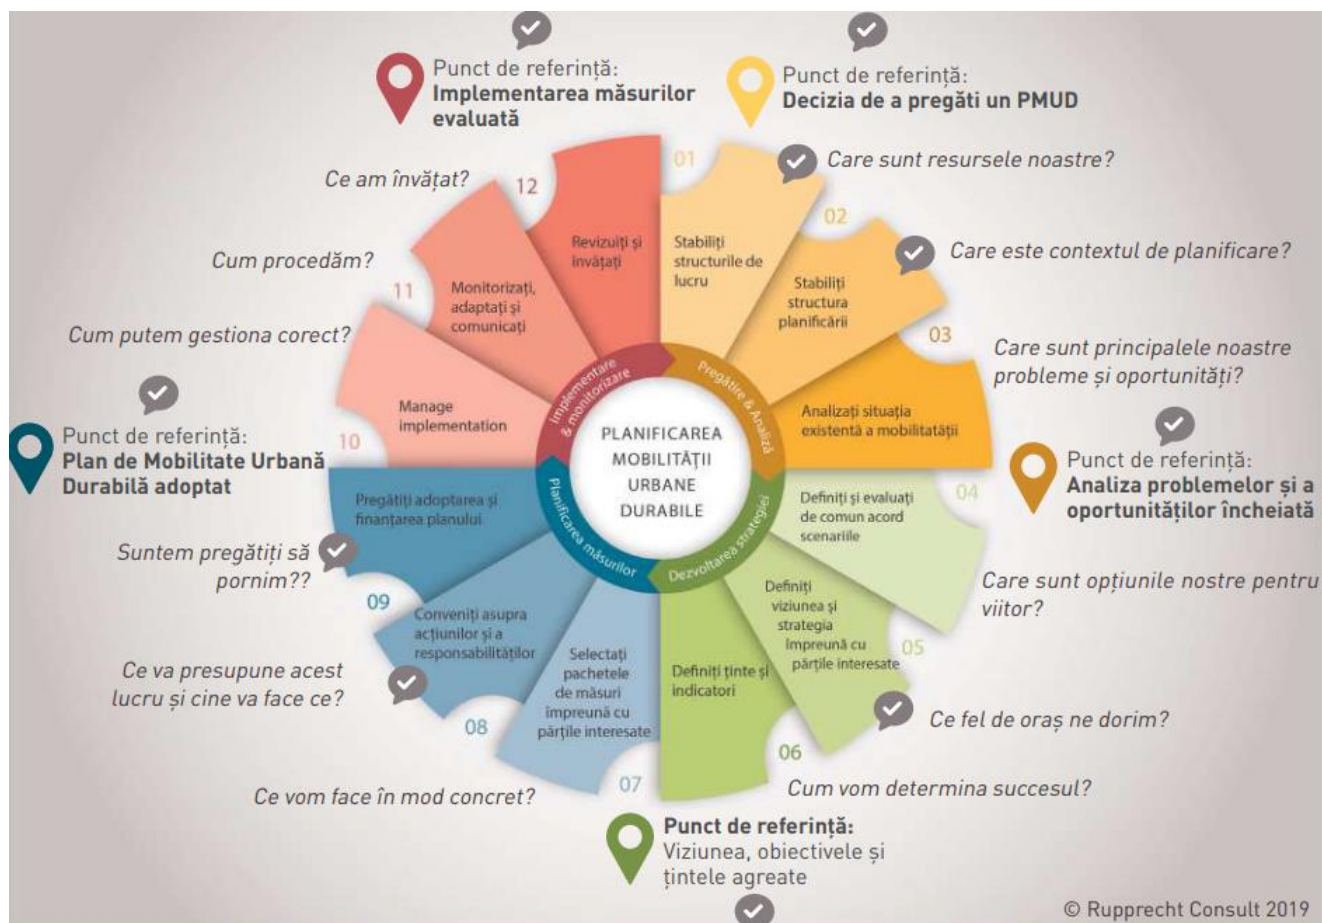 Punct de referință:
Implementarea măsurilor
evaluată
Punct de referință:
Decizia de a pregăti un PMUD
01
Care sunt resursele noastre?
Stabiliți
structurile de
lucru
02
Care este contextul de planificare?
Stabiliți
structura
planificării
03
Care sunt principalele noastre
probleme și oportunități?
Analizați situația
existentă a mobilitatății
Punct de referință:
Analiza problemelor și a
oportunităților încheiată
04
Definiți și evaluați
de comun acord
scenariile
Care sunt opțiunile nostre pentru
viitor?
05
Definiți
viziunea și
strategia
împreună cu
părțile interesate
Ce fel de oraș ne dorim?
06
Definiți ținte și
indicatori
Cum vom determina succesul?
Punct de referință:
Viziunea, obiectivele și
țintele agreate
07
Selectați
pachetele
de măsuri
împreună cu
părțile interesate
Ce vom face în mod concret?
08
Conveniți asupra
acțiunilor și a
responsabilităților
Ce va presupune acest
lucru și cine va face ce?
09
Pregătiți adoptarea și
finanțarea planului
Suntem pregătiți să
pornim??
Punct de referință:
Plan de Mobilitate Urbană
Durabilă adoptat
10
Manage
implementation
Cum putem gestiona corect?
11
Monitorizați,
adaptați și
comunicați
Cum procedăm?
12
Revizuiți și
învățați
Ce am învățat?
Implementare
& monitorizare
Pregătire & Analiză
Dezvoltarea strategiei
Planificarea măsurilor
PLANIFICAREA
MOBILITĂȚII
URBANE
DURABILE
© Rupprecht Consult 2019